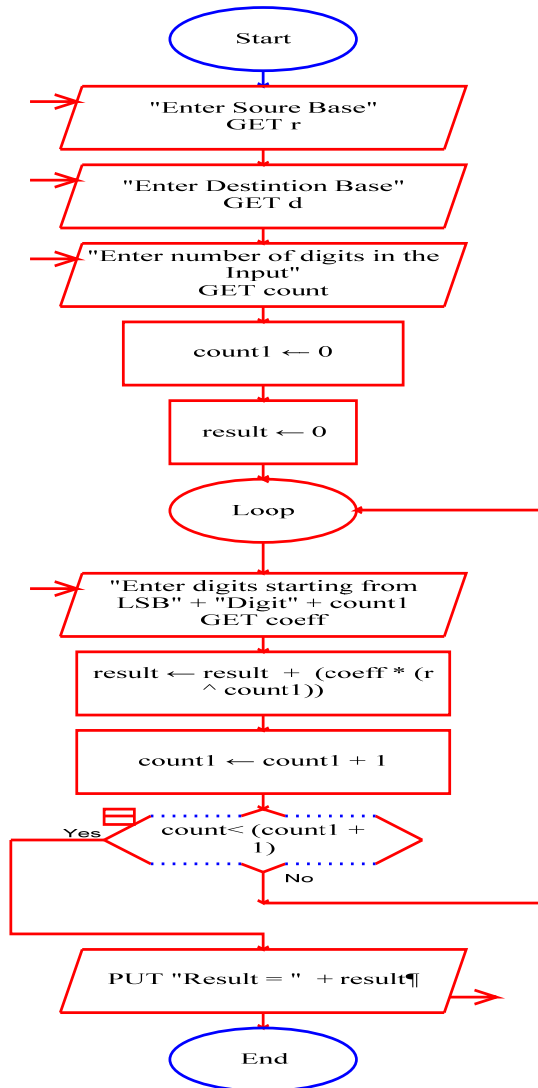 Start
"Enter Soure Base"
GET r
"Enter Destintion Base"
GET d
"Enter number of digits in the
Input"
GET count
count1 ← 0
result ← 0
Loop
"Enter digits starting from
LSB" + "Digit" + count1
GET coeff
result ← result + (coeff * (r
^ count1))
count1 ← count1 + 1
Yes
count< (count1 +
1)
No
PUT "Result = " + result¶
End